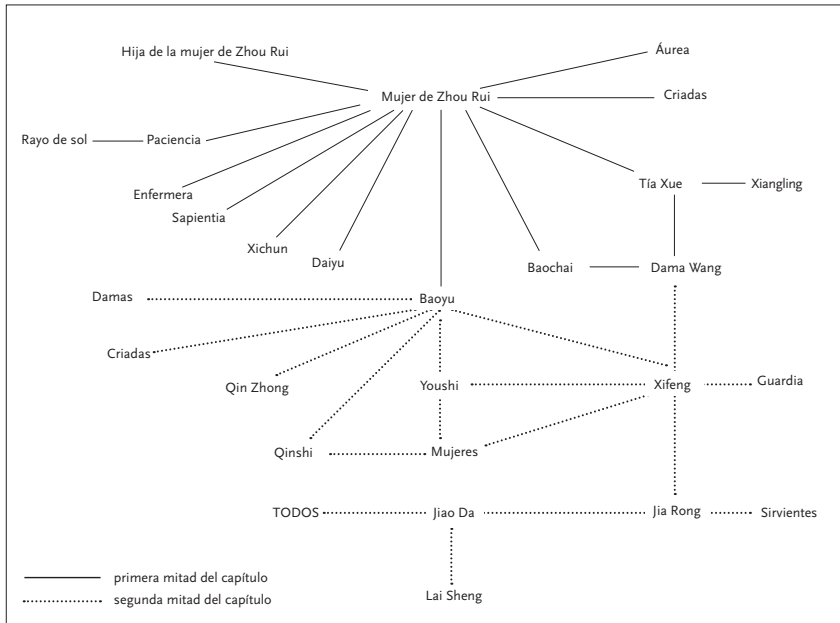 Hija de la mujer de Zhou Rui
Áurea
Mujer de Zhou Rui
Criadas
Rayo de sol
Paciencia
Tía Xue
Xiangling
Enfermera
Sapientia
Xichun
Daiyu
Baochai
Dama Wang
Damas
Baoyu
Criadas
Qin Zhong
Youshi
Xifeng
Guardia
Qinshi
Mujeres
TODOS
Jiao Da
Jia Rong
Sirvientes
primera mitad del capítulo
segunda mitad del capítulo
Lai Sheng